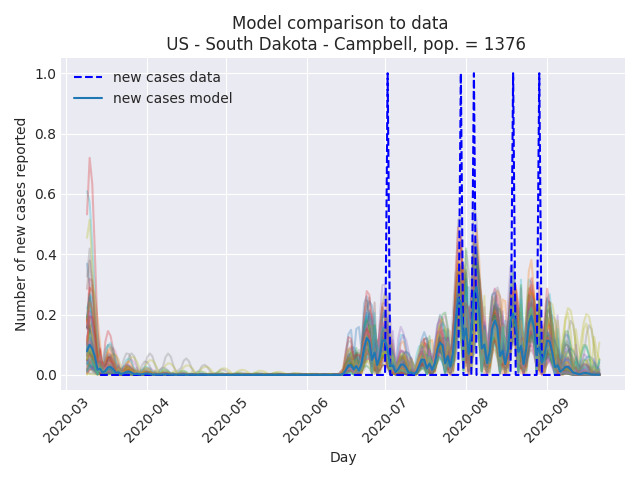 Model comparison to data
US - South Dakota - Campbell, pop. = 1376
new cases data
new cases model
Number of new cases reported
1.0
0.8
0.6
0.4
0.2
0.0
2020-03
2020-04
2020-05
2020-06
2020-07
2020-08
2020-09
Day